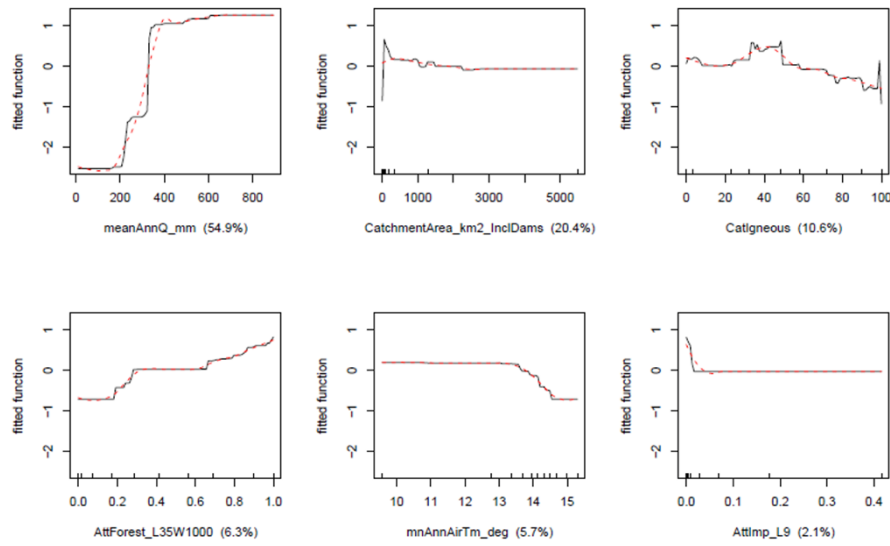 fitted function
1
0
-1
-2
0 200 400 600 800
meanAnnQ_mm (54.9%)
fitted function
1
0
-1
-2
0 1000 3000 5000
CatchmentArea_km2_InclDams (20.4%)
fitted function
1
0
-1
-2
0 20 40 60 80 100
CatIgneous (10.6%)
fitted function
1
0
-1
-2
0.0 0.2 0.4 0.6 0.8 1.0
AttForest_L35W1000 (6.3%)
fitted function
1
0
-1
-2
10 11 12 13 14 15
mnAnnAirTm_deg (5.7%)
fitted function
1
0
-1
-2
0.0 0.1 0.2 0.3 0.4
AttImp_L9 (2.1%)